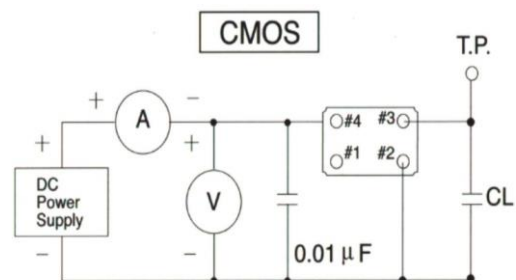 CMOS
T.P.
+ −
A
#4 #3
+ +
#1 #2
DC
Power
Supply
V
CL
− −
0.01 μF